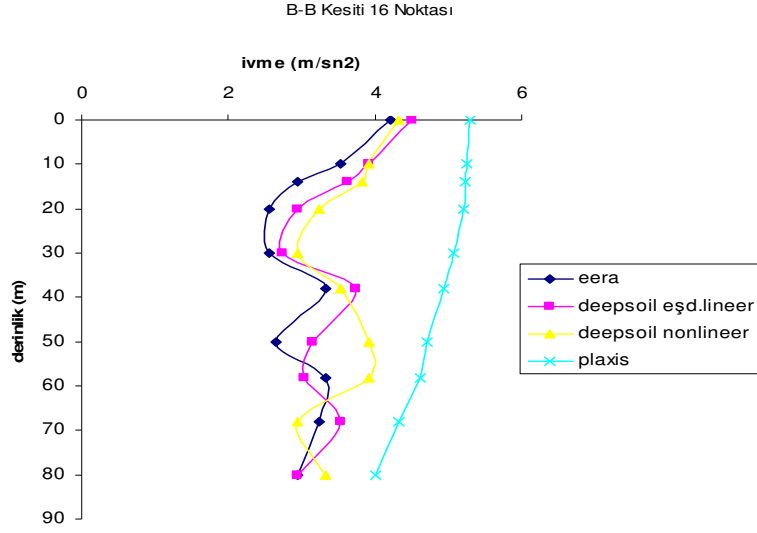 B-B Kesiti 16 Noktası
ivme (m/sn2)
0 2 4 6
0
10
20
30
40
50
60
70
80
90
derinlik (m)
eera
deepsoil eşd.lineer
deepsoil nonlineer
plaxis